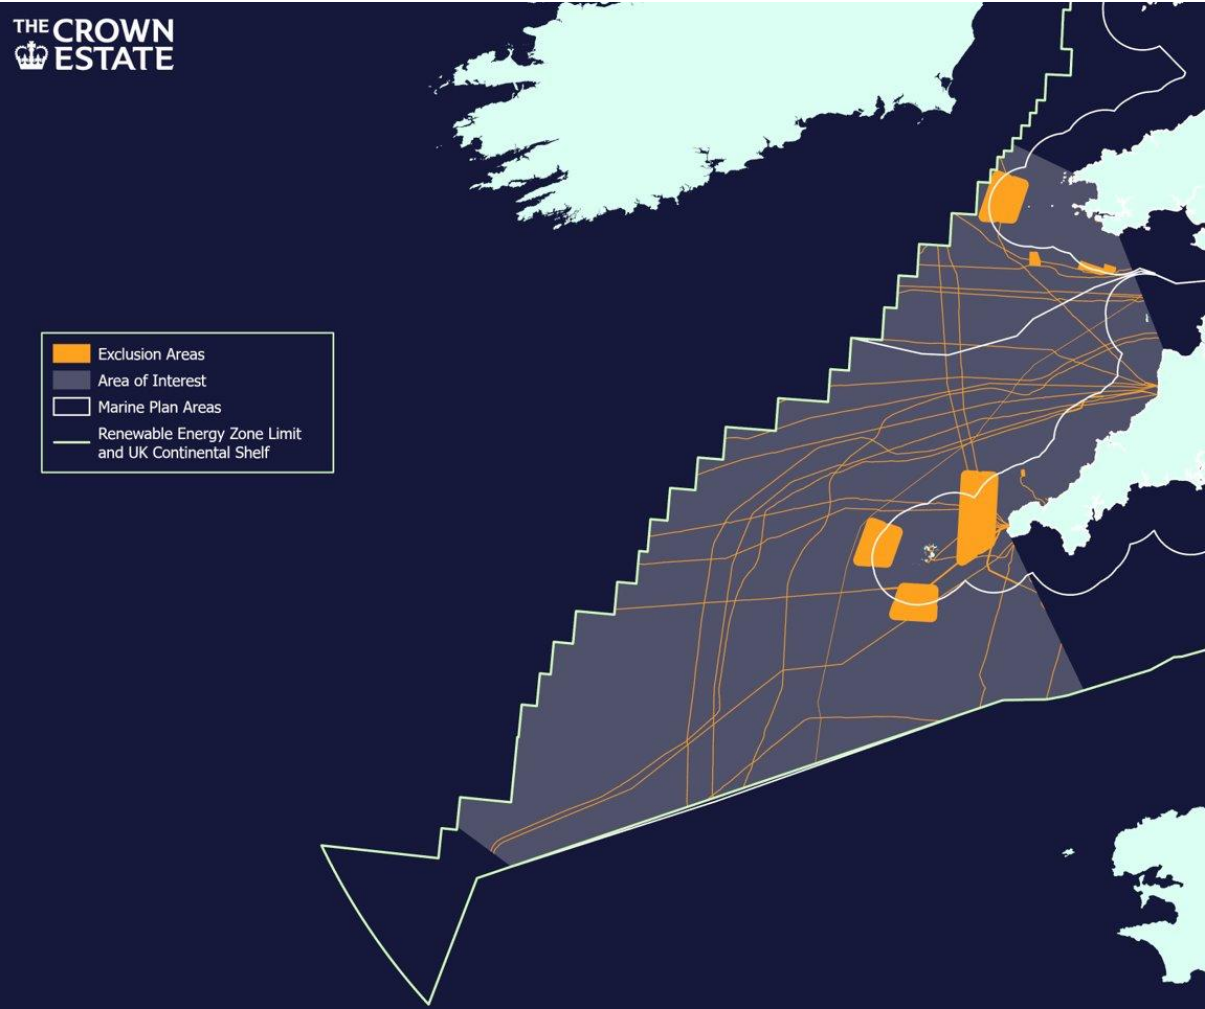 THE CROWN
ESTATE
Exclusion Areas
Area of Interest
Marine Plan Areas
Renewable Energy Zone Limit
and UK Continental Shelf